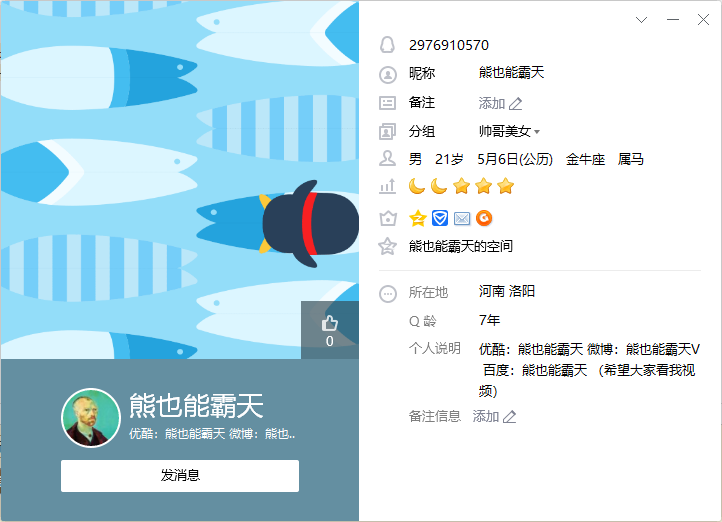 0
熊也能霸天
优酷：熊也能霸天 微博：熊也..
发消息
2976910570
昵称 熊也能霸天
备注 添加
分组 帅哥美女
男 21岁 5月6日(公历) 金牛座 属马
熊也能霸天的空间
所在地 河南 洛阳
Q 龄 7年
个人说明 优酷：熊也能霸天 微博：熊也能霸天V
百度：熊也能霸天 （希望大家看我视
频）
备注信息 添加